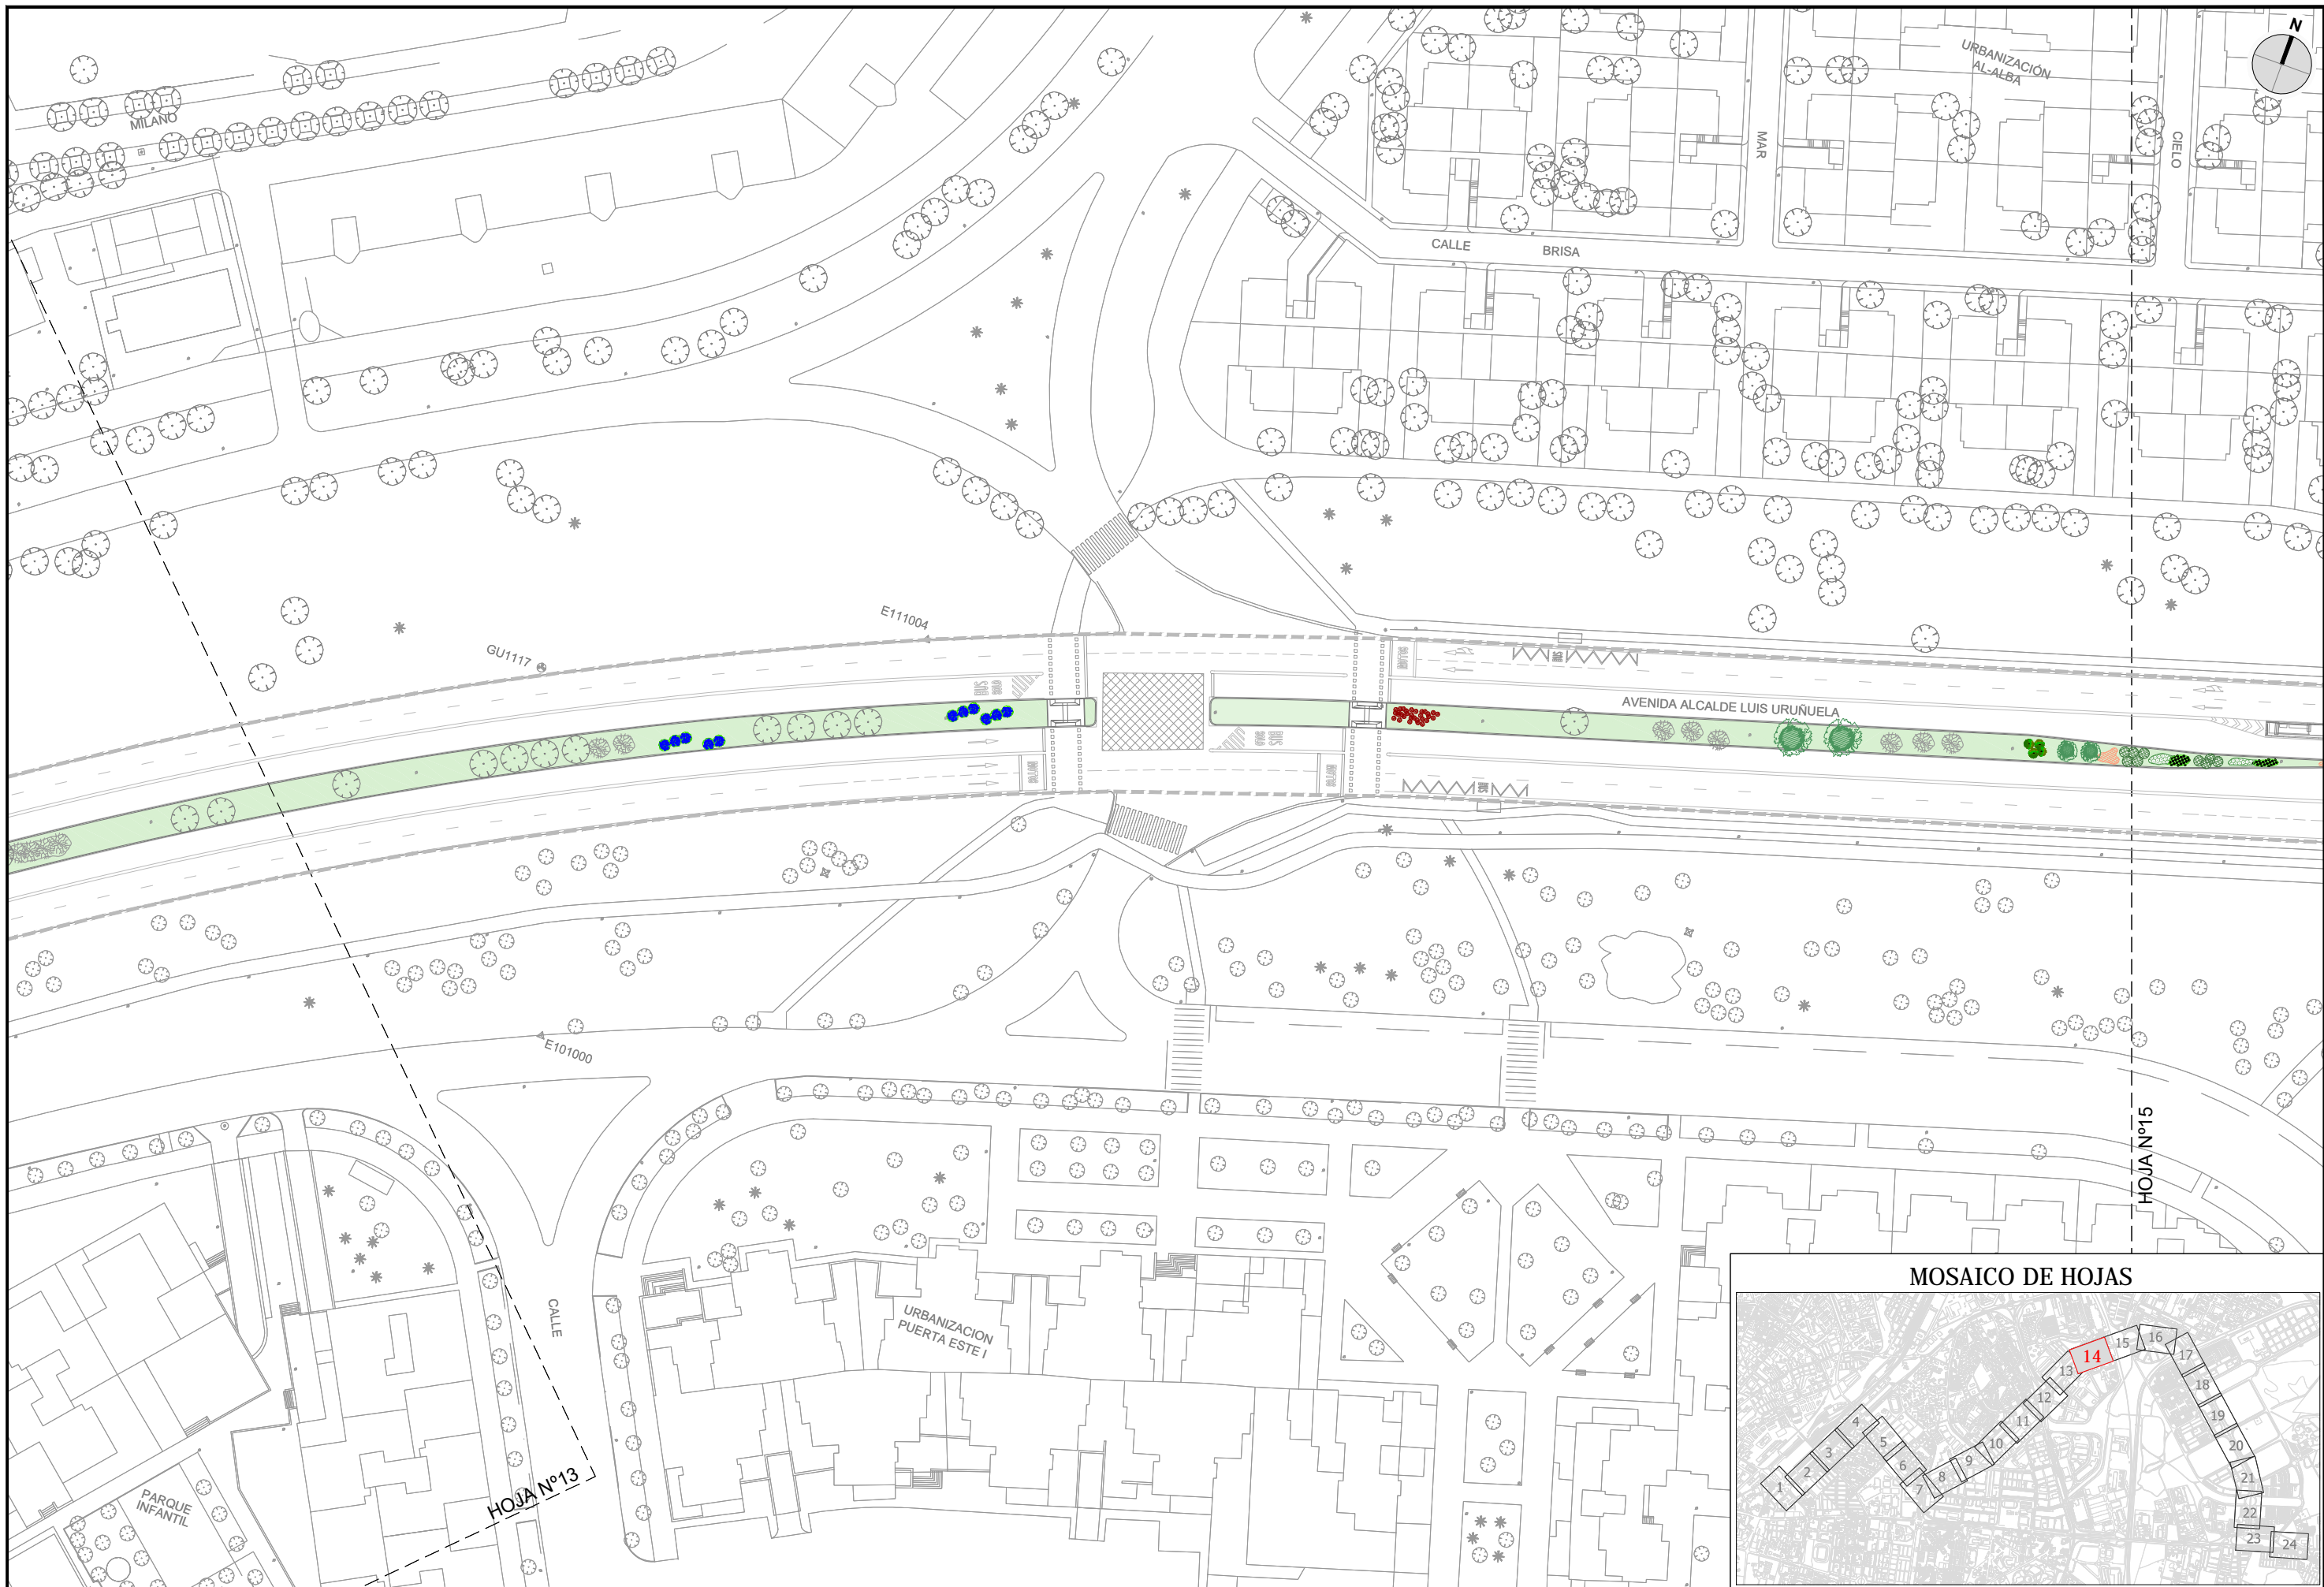 N
URBANIZACIÓN
AL-ALBA
MILANO
MAR
CIELO
CALLE
BRISA
E111004
GU1117
BUS
AVENIDA ALCALDE LUIS URUÑUELA
BUS
E101000
HOJA Nº15
CALLE
URBANIZACION
PUERTA ESTE I
HOJA Nº13
PARQUE
INFANTIL
MOSAICO DE HOJAS
1
2
3
4
5
6
7
8
9
10
11
12
13
14
15
16
17
18
19
20
21
22
23
24